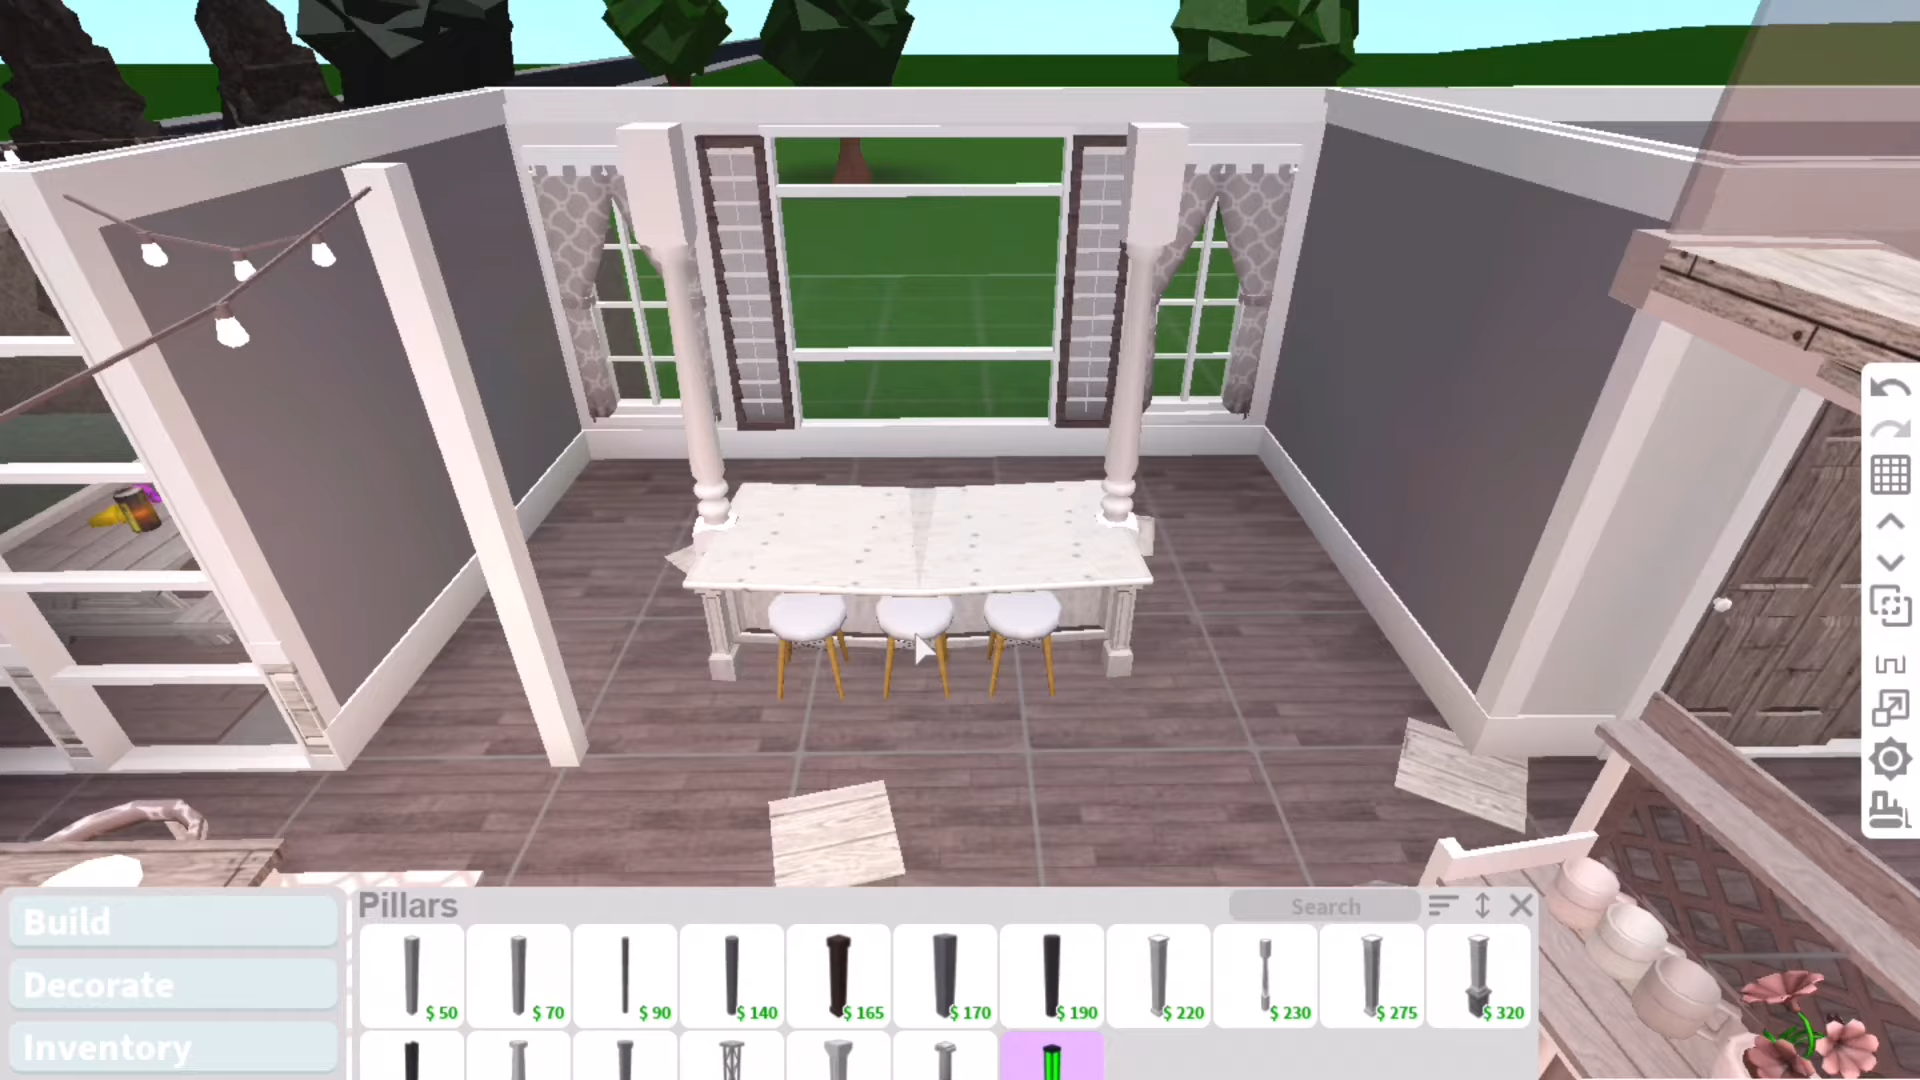 Build
Decorate
Inventory
Pillars
Search
$ 50
$ 70
$ 90
$ 140
$ 165
$ 170
$ 190
$ 220
$ 230
$ 275
$ 320